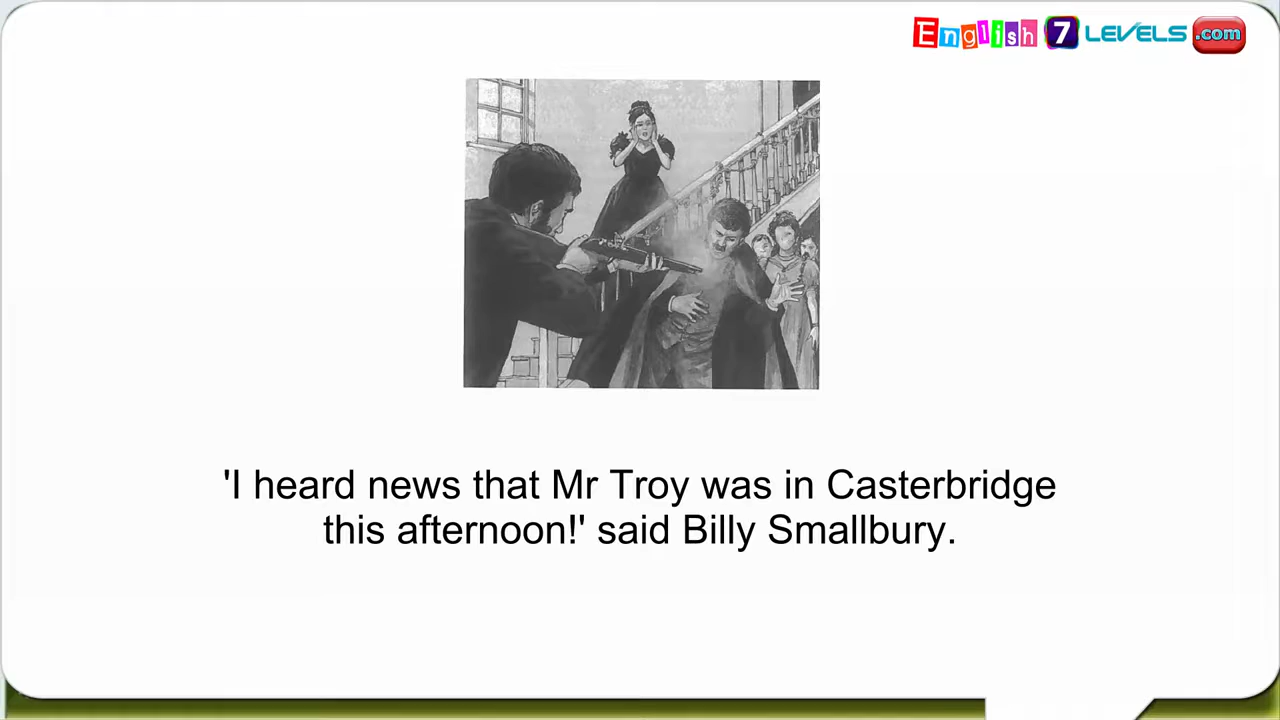 English 7 LEVELS .com
'I heard news that Mr Troy was in Casterbridge
this afternoon!' said Billy Smallbury.